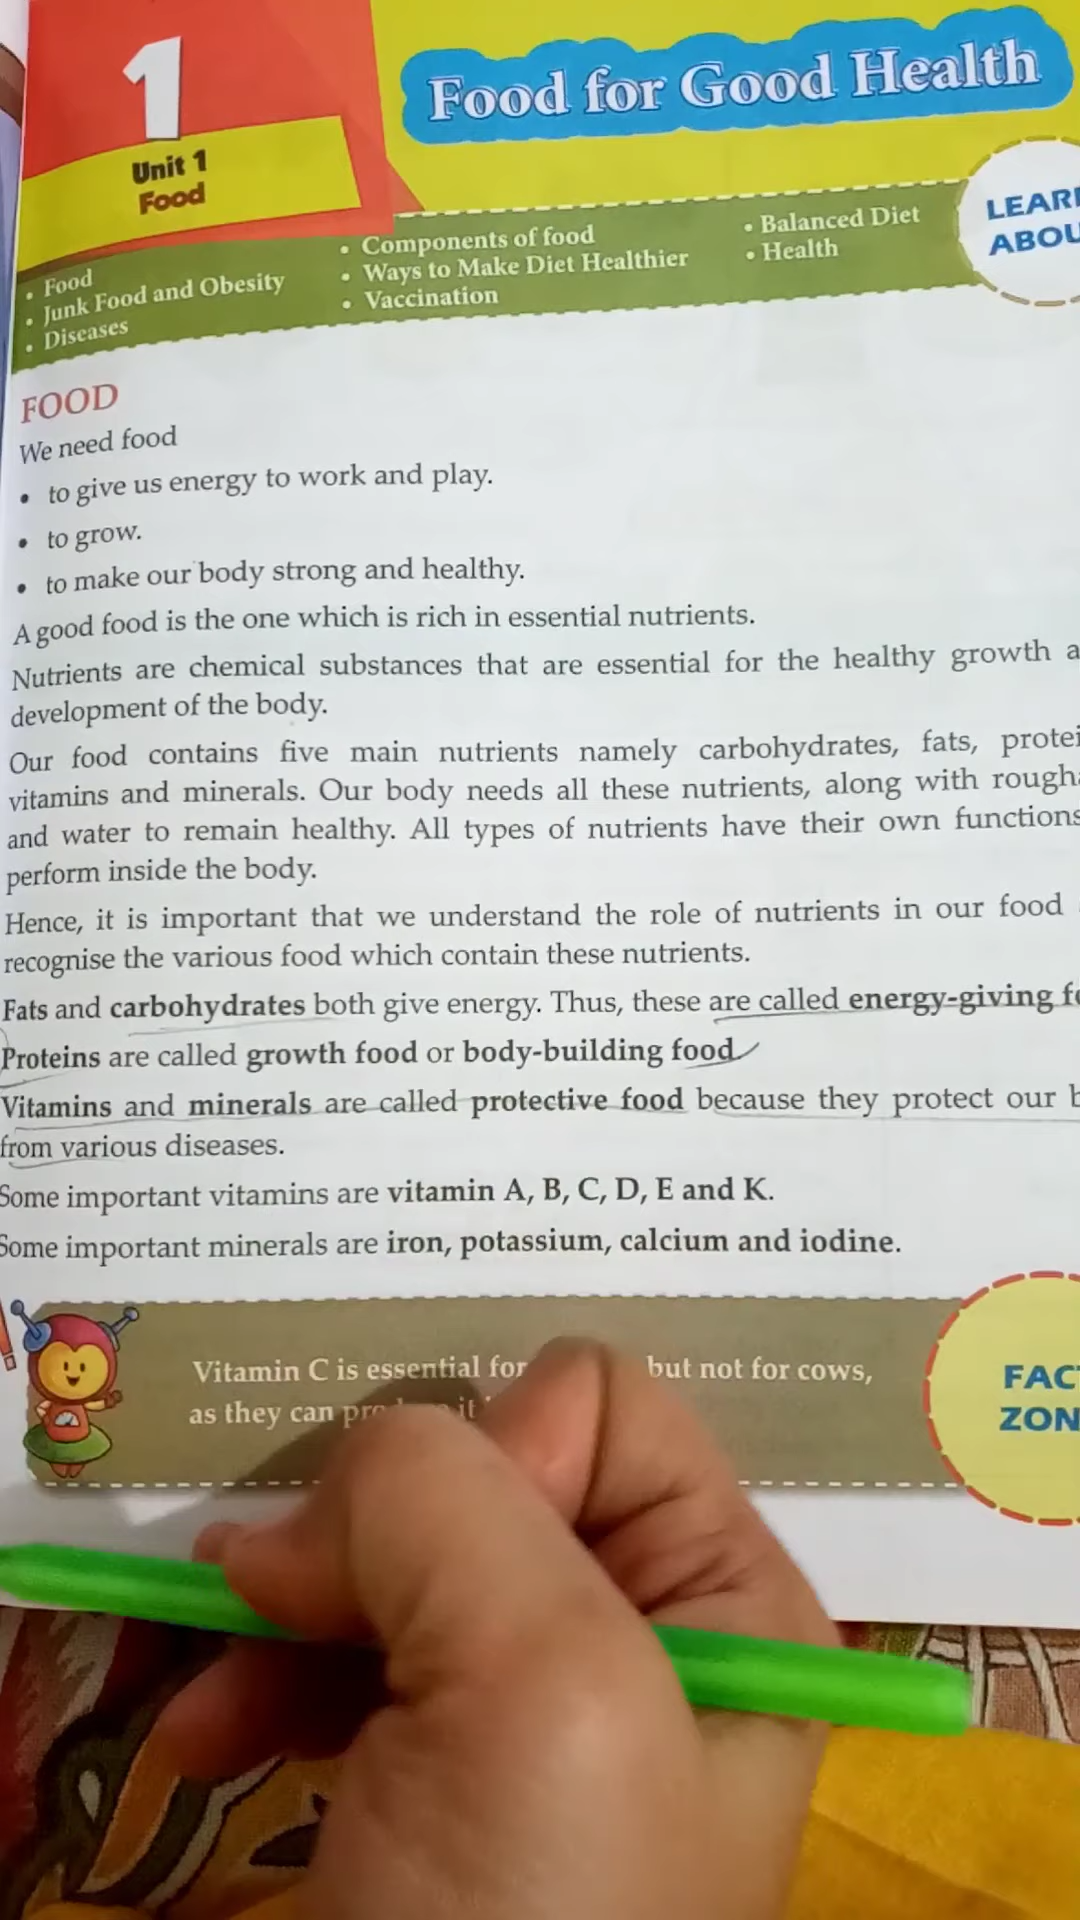 1
Unit 1
Food
Food for Good Health
• Food
• Junk Food and Obesity
• Diseases
• Components of food
• Ways to Make Diet Healthier
• Vaccination
• Balanced Diet
• Health
FOOD
We need food
• to give us energy to work and play.
• to grow.
• to make our body strong and healthy.
A good food is the one which is rich in essential nutrients.
Nutrients are chemical substances that are essential for the healthy growth
development of the body.
Our food contains five main nutrients namely carbohydrates, fats,
vitamins and minerals. Our body needs all these nutrients, along with
and water to remain healthy. All types of nutrients have their own functions
perform inside the body.
Hence, it is important that we understand the role of nutrients in our food
recognise the various food which contain these nutrients.
Fats and carbohydrates both give energy. Thus, these are called energy-giving
Proteins are called growth food or body-building food
Vitamins and minerals are called protective food because they protect our
from various diseases.
Some important vitamins are vitamin A, B, C, D, E and K.
Some important minerals are iron, potassium, calcium and iodine.
Vitamin C is essential for but not for cows,
as they can it